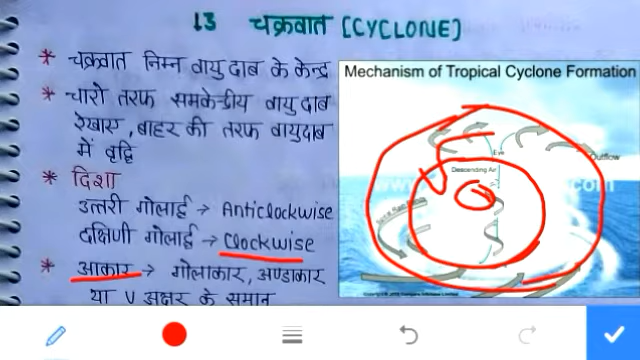 13 चक्रवात [CYCLONE]
* चक्रवात निम्न वायु दाब के केन्द्र
* चारो तरफ समकेन्द्रीय वायु दाब
रेखाए, बाहर की तरफ वायुदाब
में वृद्धि
* दिशा
उत्तरी गोलार्द्ध → Anticlockwise
दक्षिणी गोलार्द्ध → Clockwise
* आकार → गोलाकार, अण्डाकार
या V अक्षर के समान
Mechanism of Tropical Cyclone Formation
Eye
Outflow
Descending Air